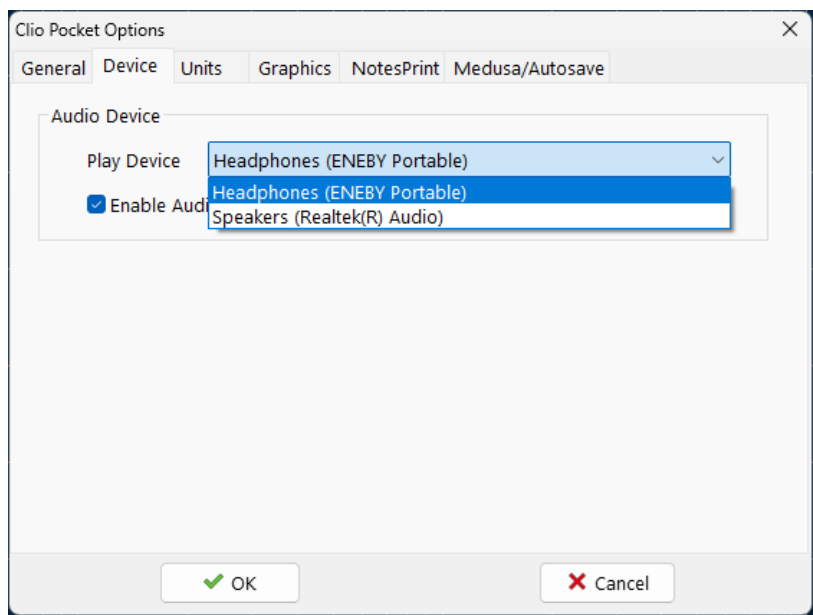 Clio Pocket Options
General Device Units Graphics NotesPrint Medusa/Autosave
Audio Device
Play Device Headphones (ENEBY Portable)
Headphones (ENEBY Portable)
Enable Audi
Speakers (Realtek(R) Audio)
OK Cancel